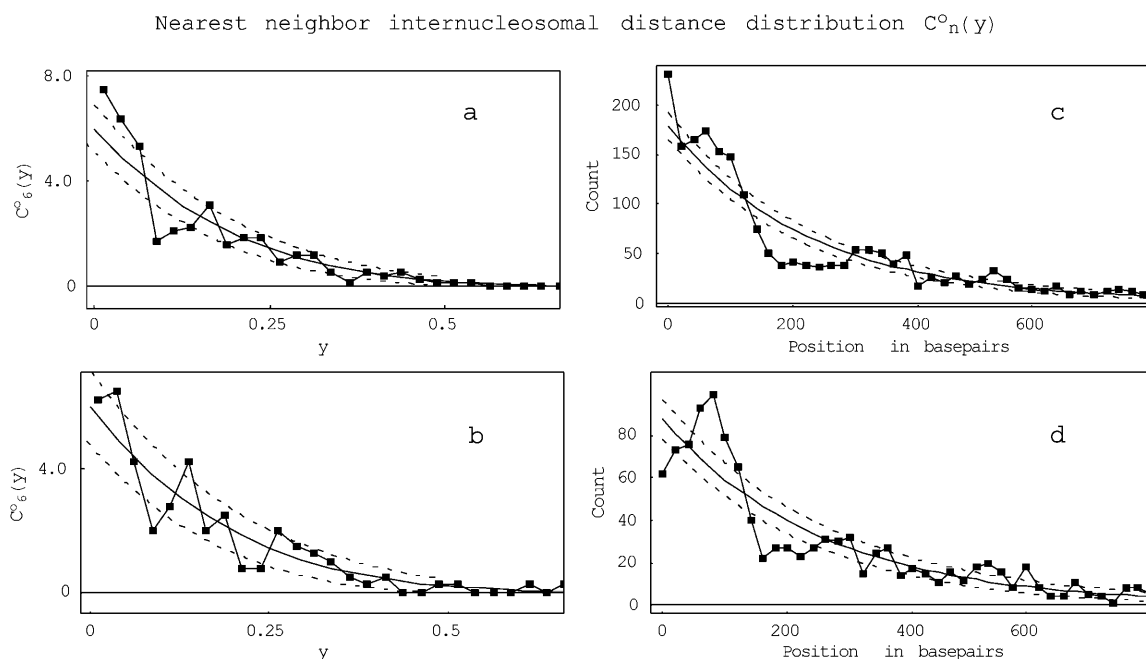 Nearest neighbor internucleosomal distance distribution C°n(y)
8.0
4.0
0
C°6(y)
a
0
0.25
0.5
y
200
150
100
50
0
Count
c
200
400
600
Position in basepairs
4.0
0
C°6(y)
b
0
0.25
0.5
y
80
60
40
20
0
Count
d
0
200
400
600
Position in basepairs